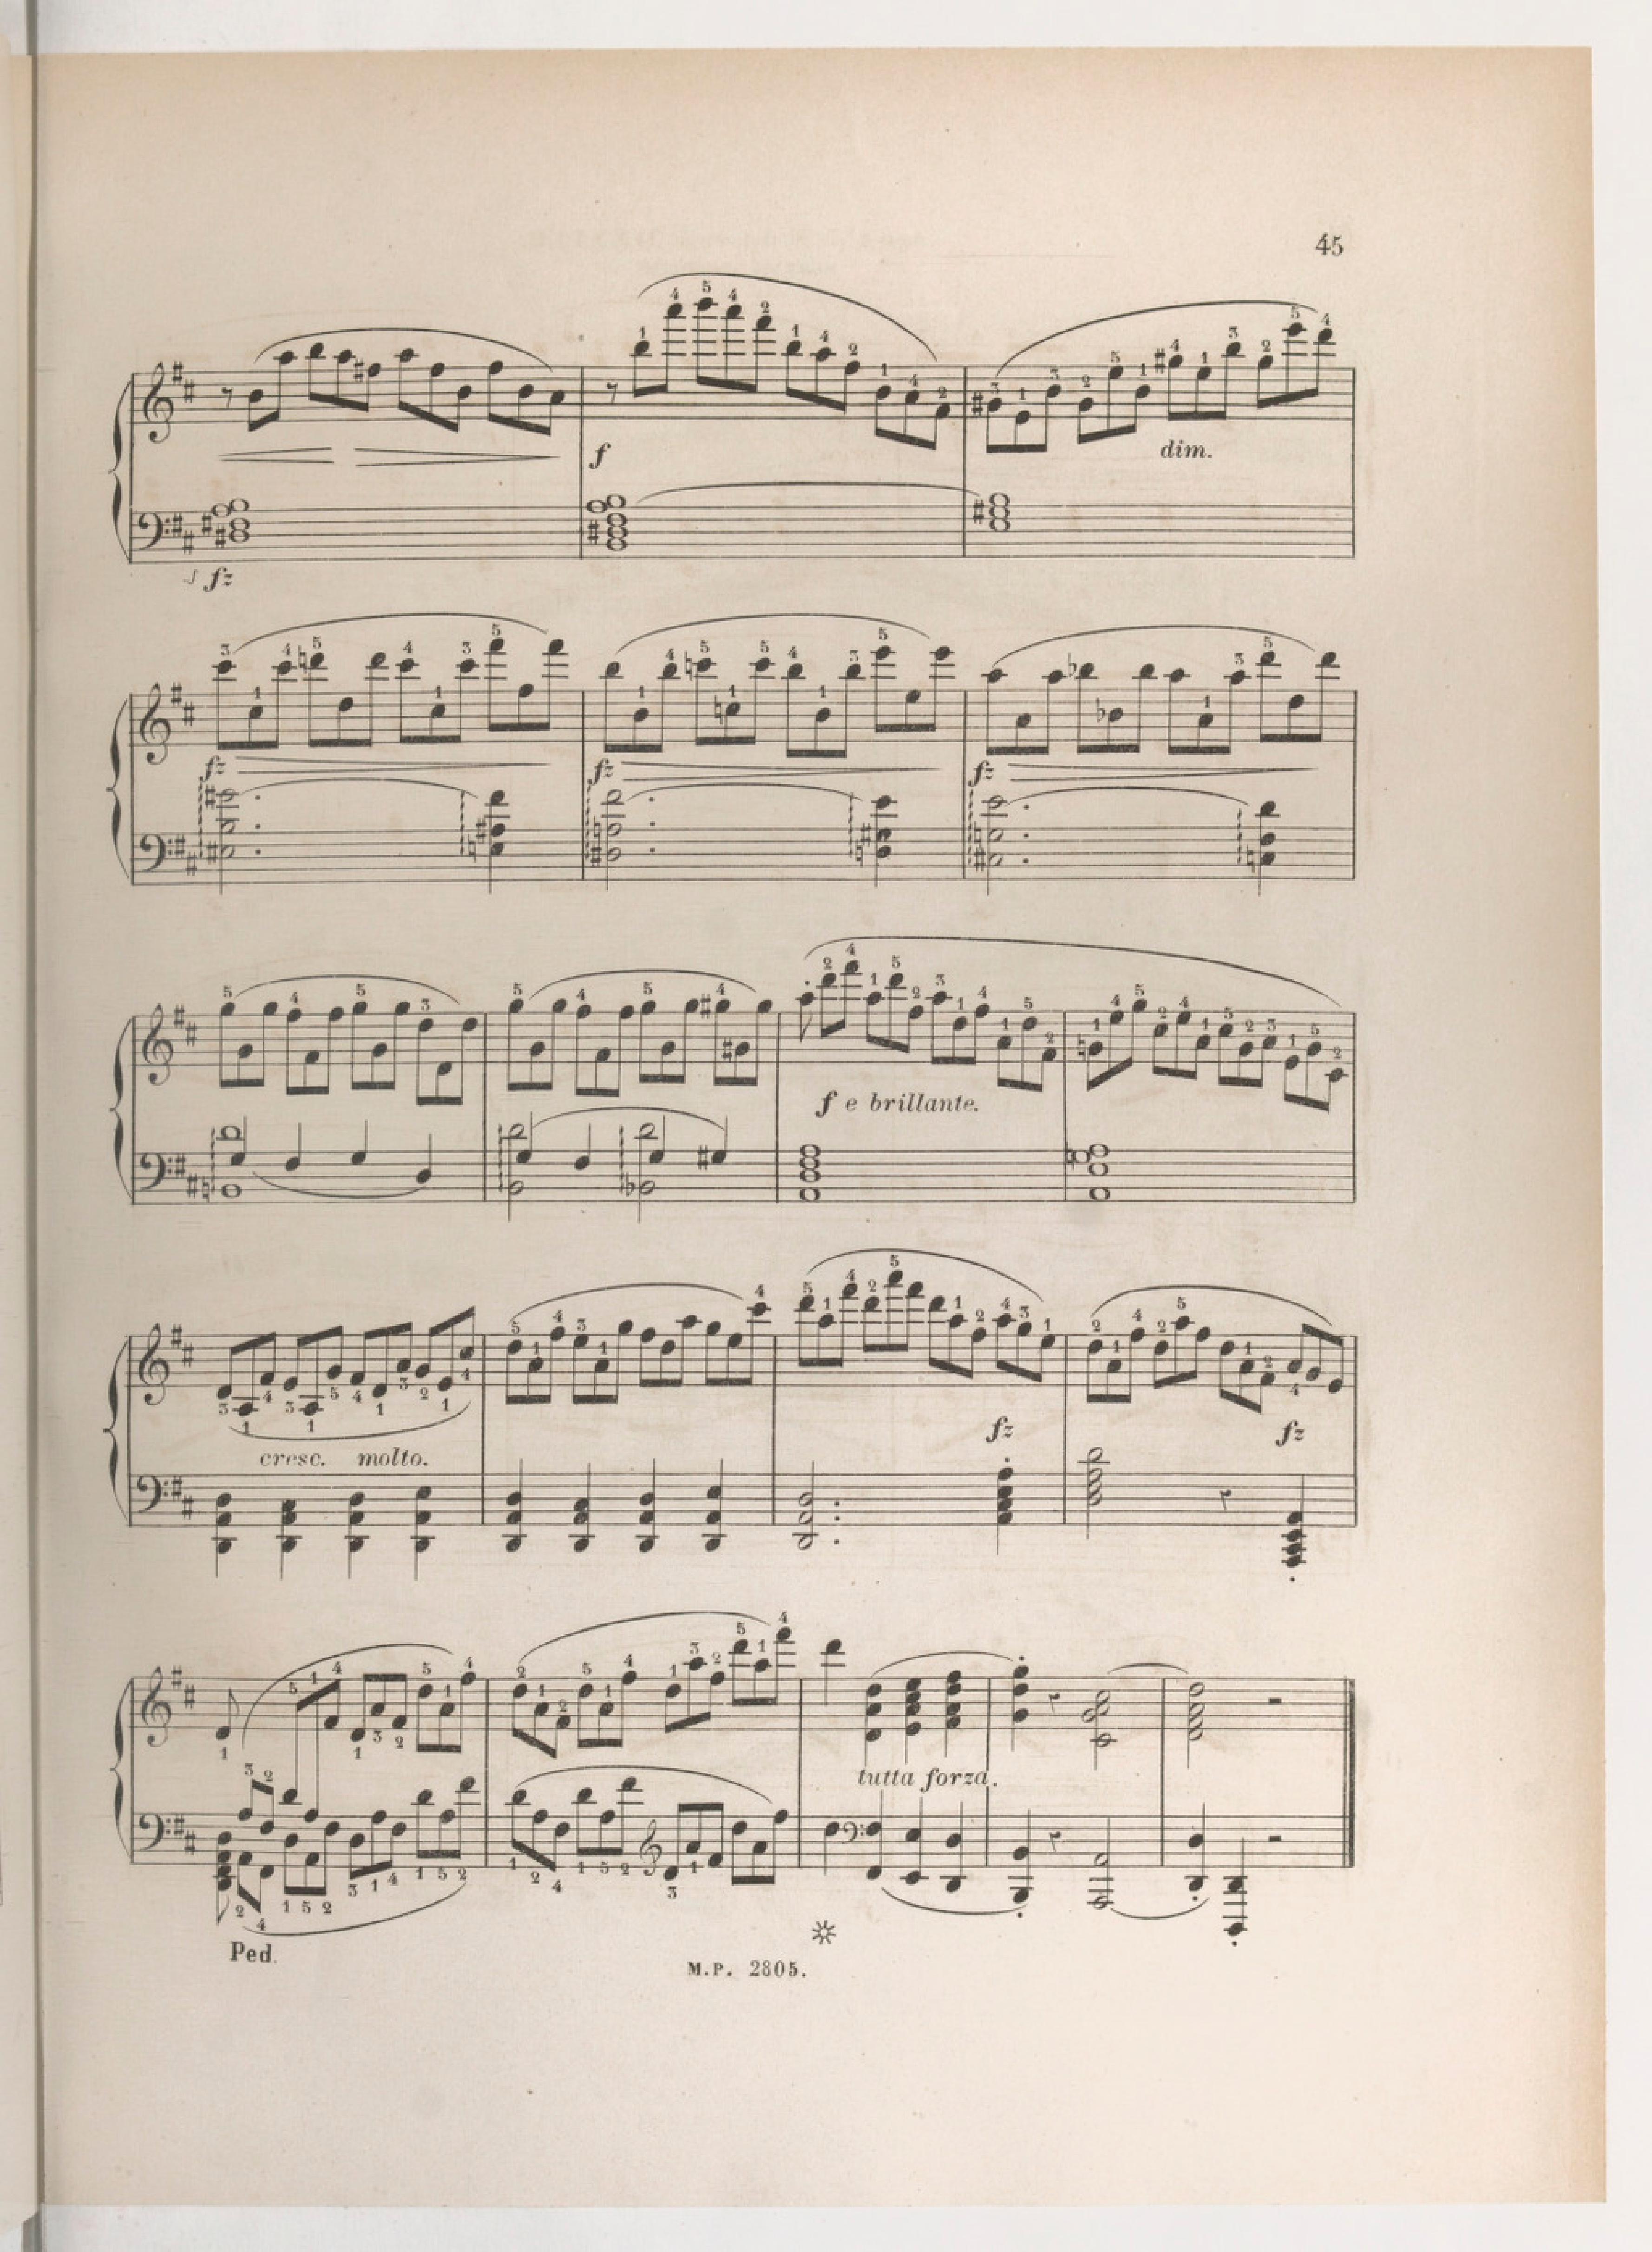 45
f
dim.
fz
fz
fz
fz
f e brillante.
fz
fz
cresc. molto.
tutta forza.
Ped.
M.P. 2805.